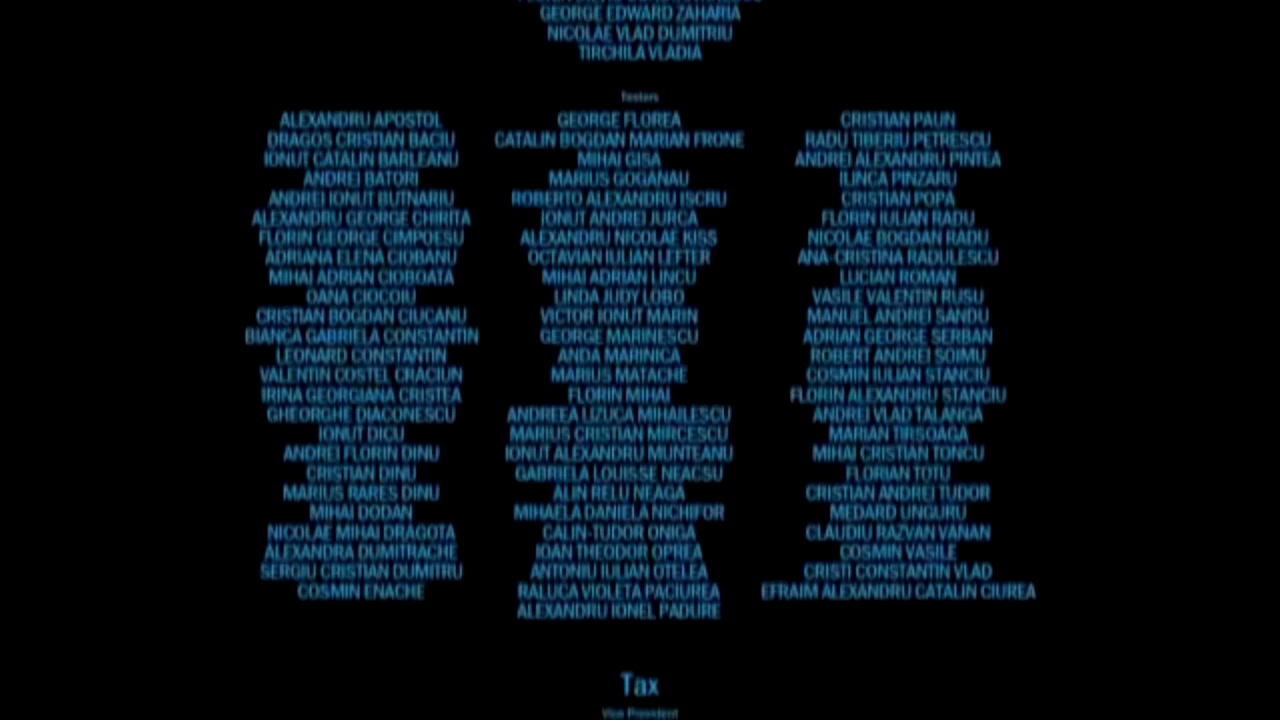 GEORGE EDWARD ZAHARIA
NICOLAE VLAD DUMITRIU
TIRCHILA VLADIA
Testers
ALEXANDRU APOSTOL
DRAGOS CRISTIAN BACIU
IONUT CATALIN BARLEANU
ANDREI BATORI
ANDREI IONUT BUTNARIU
ALEXANDRU GEORGE CHIRITA
FLORIN GEORGE CIMPOESU
ADRIANA ELENA CIOBANU
MIHAI ADRIAN CIOBOATA
OANA CIOCOIU
CRISTIAN BOGDAN CIUCANU
BIANCA GABRIELA CONSTANTIN
LEONARD CONSTANTIN
VALENTIN COSTEL CRACIUN
IRINA GEORGIANA CRISTEA
GHEORGHE DIACONESCU
IONUT DICU
ANDREI FLORIN DINU
CRISTIAN DINU
MARIUS RARES DINU
MIHAI DODAN
NICOLAE MIHAI DRAGOTA
ALEXANDRA DUMITRACHE
SERGIU CRISTIAN DUMITRU
COSMIN ENACHE
GEORGE FLOREA
CATALIN BOGDAN MARIAN FRONE
MIHAI GISA
MARIUS GOGANAU
ROBERTO ALEXANDRU ISCRU
IONUT ANDREI JURCA
ALEXANDRU NICOLAE KISS
OCTAVIAN IULIAN LEFTER
MIHAI ADRIAN LINCU
LINDA JUDY LOBO
VICTOR IONUT MARIN
GEORGE MARINESCU
ANDA MARINICA
MARIUS MATACHE
FLORIN MIHAI
ANDREEA LIZUCA MIHAILESCU
MARIUS CRISTIAN MIRCESCU
IONUT ALEXANDRU MUNTEANU
GABRIELA LOUISSE NEACSU
ALIN RELU NEAGA
MIHAELA DANIELA NICHIFOR
CALIN-TUDOR ONIGA
IOAN THEODOR OPREA
ANTONIU IULIAN OTELEA
RALUCA VIOLETA PACIUREA
ALEXANDRU IONEL PADURE
CRISTIAN PAUN
RADU TIBERIU PETRESCU
ANDREI ALEXANDRU PINTEA
ILINCA PINZARU
CRISTIAN POPA
FLORIN IULIAN RADU
NICOLAE BOGDAN RADU
ANA-CRISTINA RADULESCU
LUCIAN ROMAN
VASILE VALENTIN RUSU
MANUEL ANDREI SANDU
ADRIAN GEORGE SERBAN
ROBERT ANDREI SOIMU
COSMIN IULIAN STANCIU
FLORIN ALEXANDRU STANCIU
ANDREI VLAD TALANGA
MARIAN TIRSOAGA
MIHAI CRISTIAN TONCU
FLORIAN TOTU
CRISTIAN ANDREI TUDOR
MEDARD UNGURU
CLAUDIU RAZVAN VANAN
COSMIN VASILE
CRISTI CONSTANTIN VLAD
EFRAIM ALEXANDRU CATALIN CIUREA
Tax
Vice President